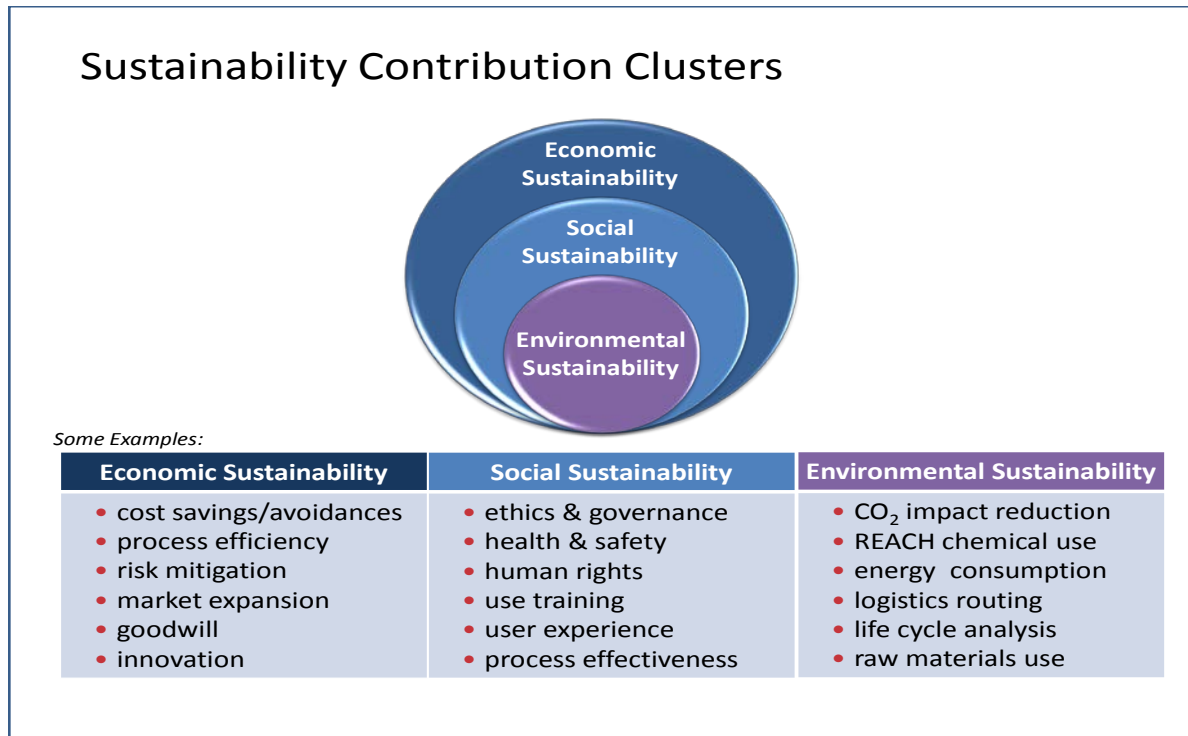 Sustainability Contribution Clusters
Economic
Sustainability
Social
Sustainability
Environmental
Sustainability
Some Examples:
Economic Sustainability
• cost savings/avoidances
• process efficiency
• risk mitigation
• market expansion
• goodwill
• innovation
Social Sustainability
• ethics & governance
• health & safety
• human rights
• use training
• user experience
• process effectiveness
Environmental Sustainability
• CO₂ impact reduction
• REACH chemical use
• energy  consumption
• logistics routing
• life cycle analysis
• raw materials use